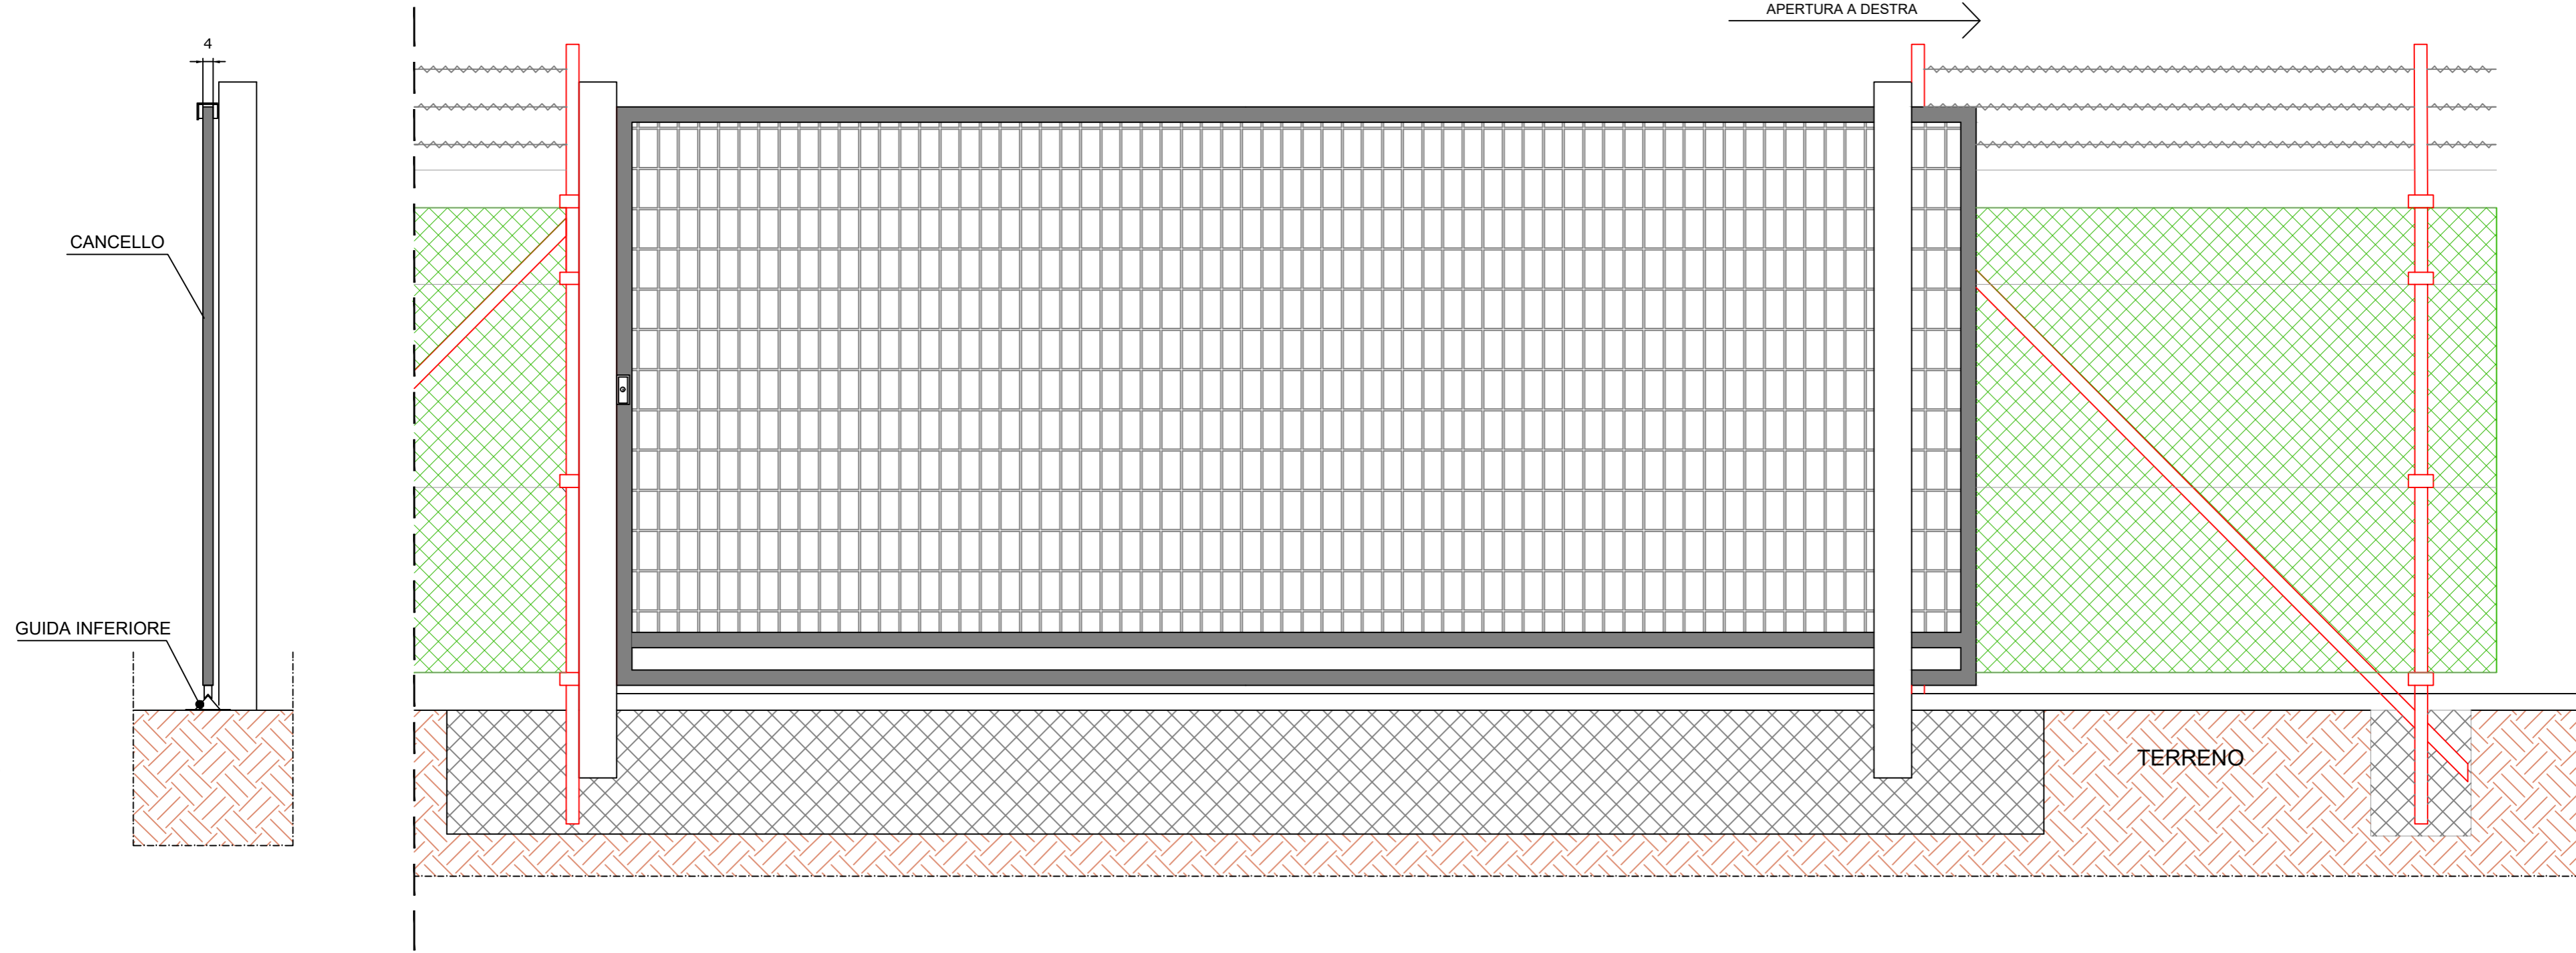 APERTURA A DESTRA
4
CANCELLO
GUIDA INFERIORE
TERRENO